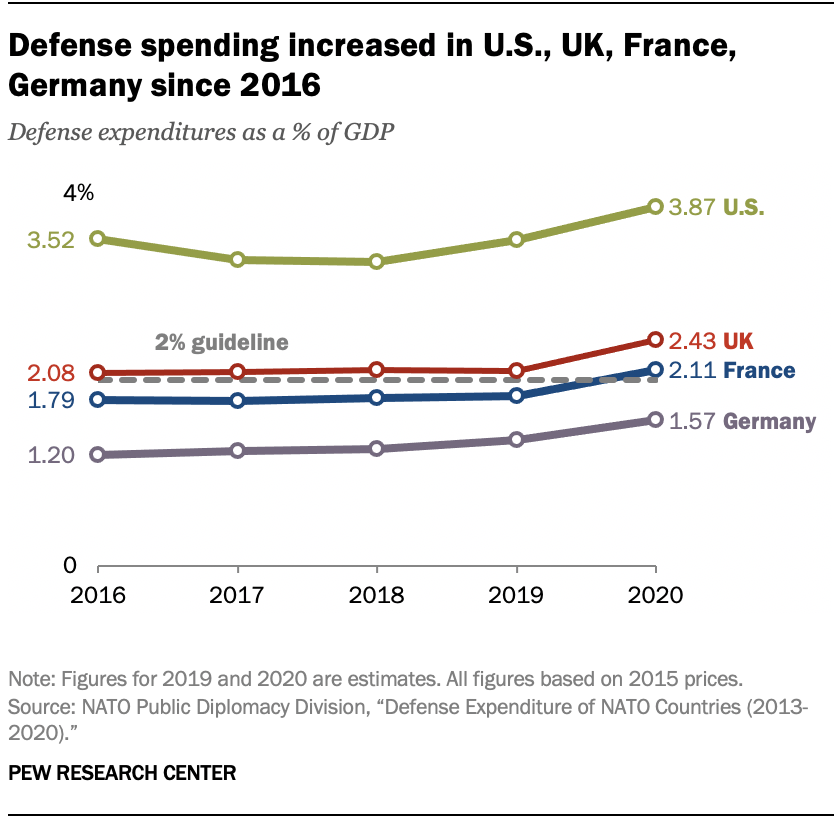 Defense spending increased in U.S., UK, France,
Germany since 2016
Defense expenditures as a % of GDP
4%
3.87 U.S.
3.52
2% guideline
2.43 UK
2.08
2.11 France
1.79
1.57 Germany
1.20
0
2016 2017 2018 2019 2020
Note: Figures for 2019 and 2020 are estimates. All figures based on 2015 prices.
Source: NATO Public Diplomacy Division, “Defense Expenditure of NATO Countries (2013-
2020).”
PEW RESEARCH CENTER